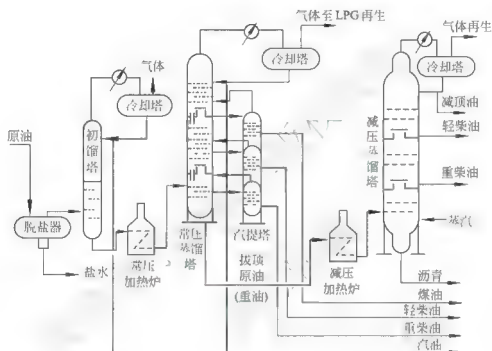 气体至LPG再生
气体再生
气体
冷却塔
冷却塔
冷却塔
减顶油
原油
初馏塔
减压蒸馏塔
轻柴油
重柴油
脱盐器
蒸汽
盐水
常压加热炉
常压蒸馏塔
汽提塔
拔顶原油
(重油)
减压加热炉
沥青
煤油
轻柴油
重柴油
汽油